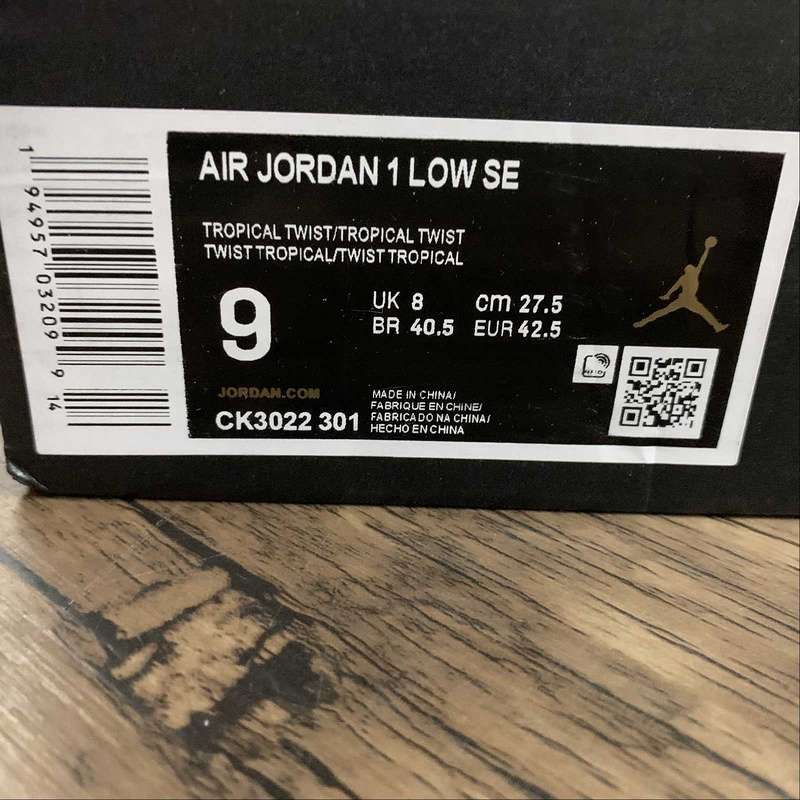 AIR JORDAN 1 LOW SE
TROPICAL TWIST/TROPICAL TWIST
TWIST TROPICAL/TWIST TROPICAL
9
UK 8 cm 27.5
BR 40.5 EUR 42.5
JORDAN.COM
CK3022 301
MADE IN CHINA/
FABRIQUE EN CHINE/
FABRICADO NA CHINA/
HECHO EN CHINA
1 94957 03209 9 14